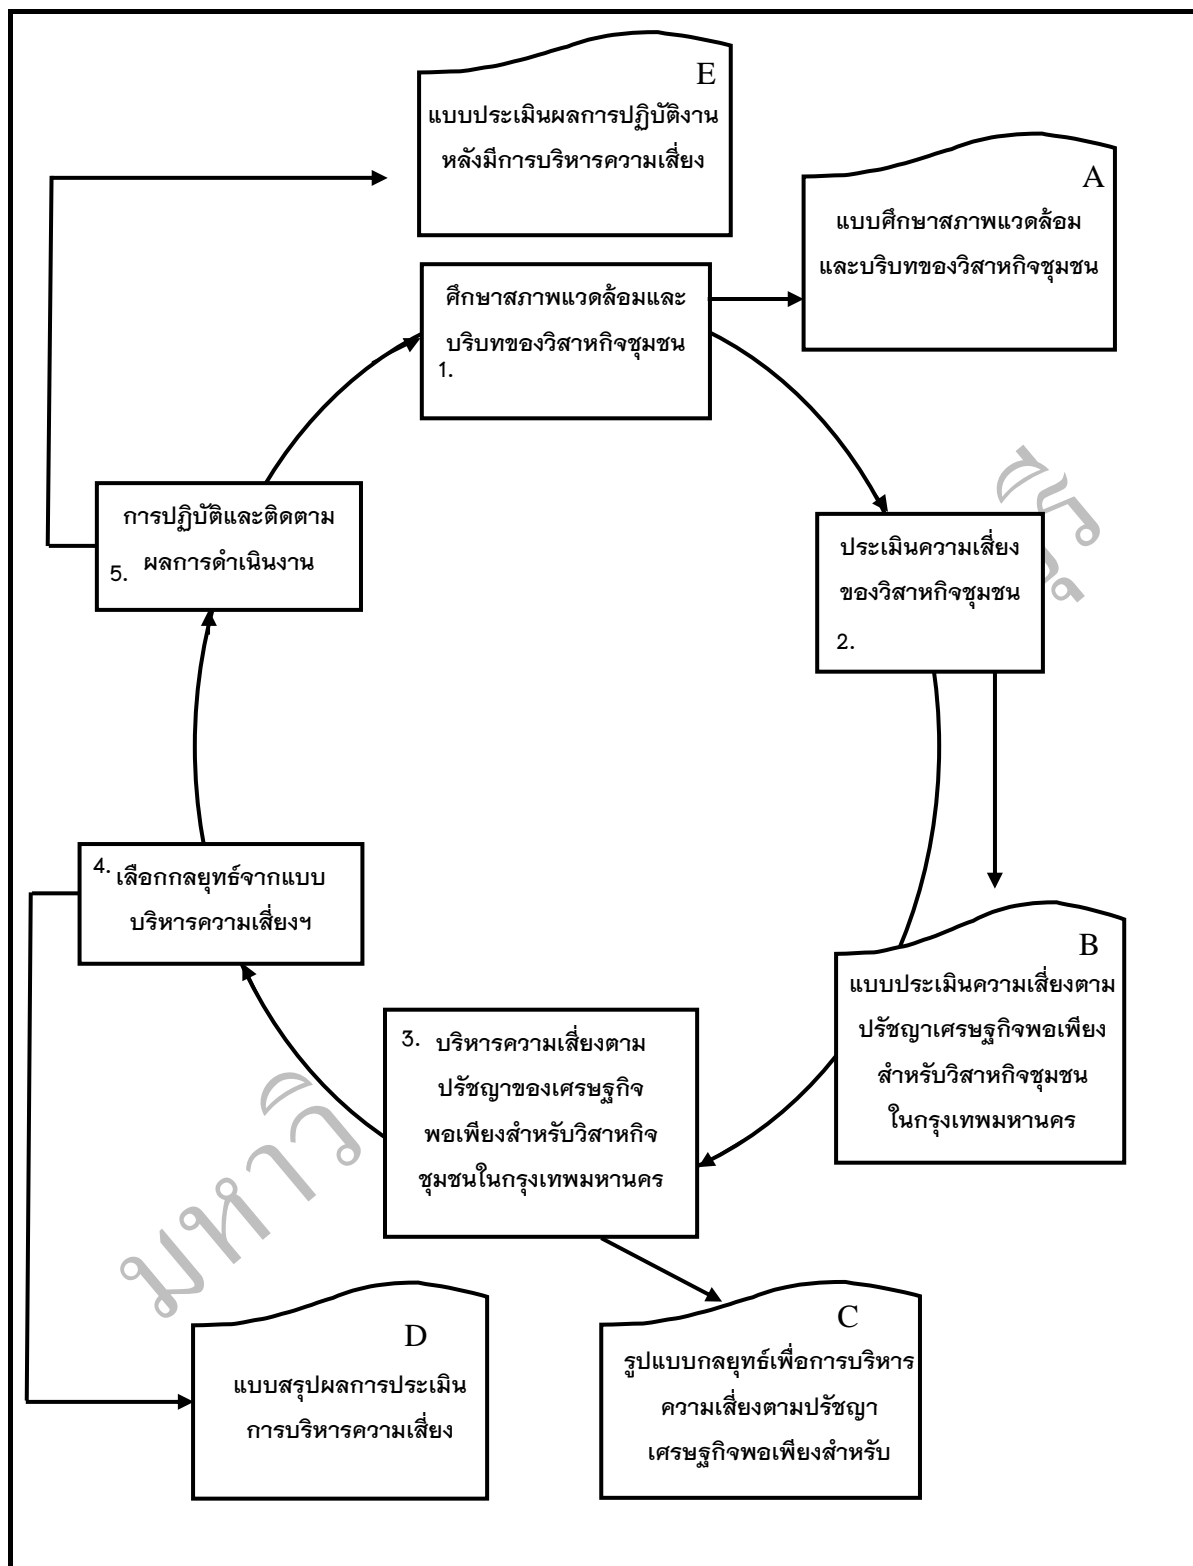 E
แบบประเมินผลการปฏิบัติงาน
หลังมีการบริหารความเสี่ยง
A
แบบศึกษาสภาพแวดล้อม
และบริบทของวิสาหกิจชุมชน
ศึกษาสภาพแวดล้อมและ
บริบทของวิสาหกิจชุมชน
1.
การปฏิบัติและติดตาม
ผลการดำเนินงาน
5.
ประเมินความเสี่ยง
ของวิสาหกิจชุมชน
2.
4. เลือกกลยุทธ์จากแบบ
บริหารความเสี่ยงฯ
B
แบบประเมินความเสี่ยงตาม
ปรัชญาเศรษฐกิจพอเพียง
สำหรับวิสาหกิจชุมชน
ในกรุงเทพมหานคร
3. บริหารความเสี่ยงตาม
ปรัชญาของเศรษฐกิจ
พอเพียงสำหรับวิสาหกิจ
ชุมชนในกรุงเทพมหานคร
มหาวิ
D
แบบสรุปผลการประเมิน
การบริหารความเสี่ยง
C
รูปแบบกลยุทธ์เพื่อการบริหาร
ความเสี่ยงตามปรัชญา
เศรษฐกิจพอเพียงสำหรับ